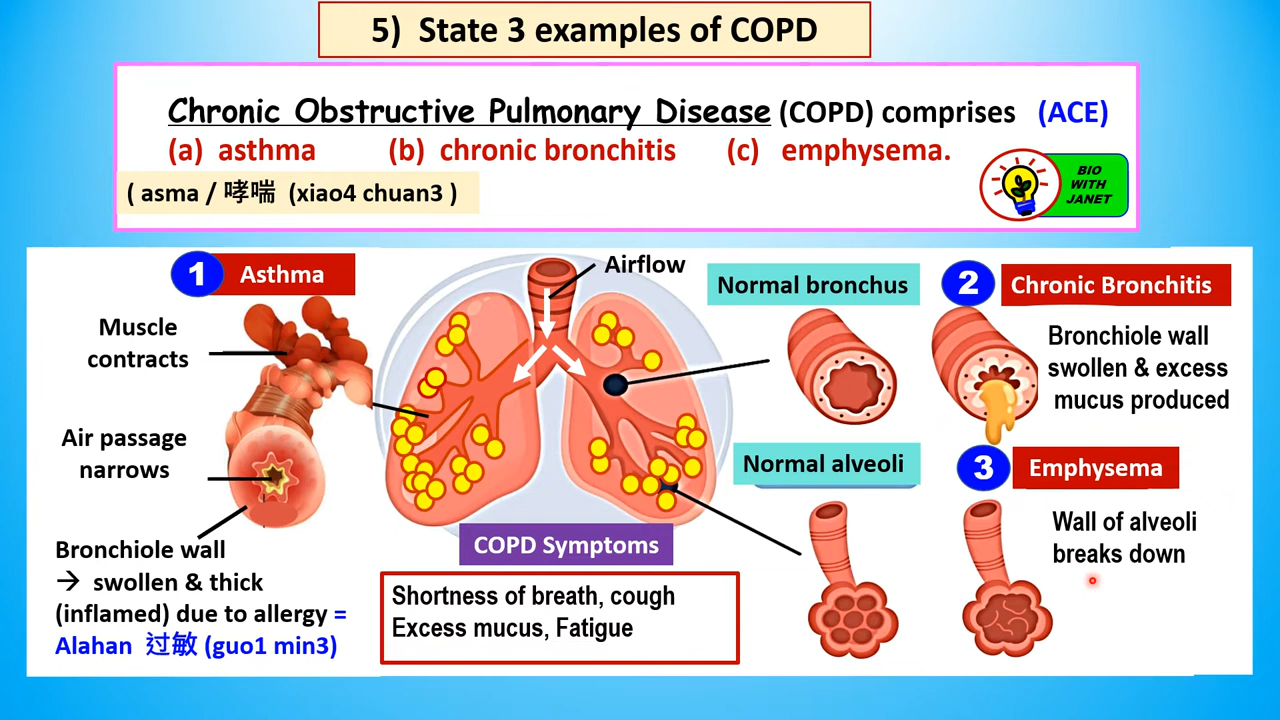 5) State 3 examples of COPD
Chronic Obstructive Pulmonary Disease (COPD) comprises (ACE)
(a) asthma (b) chronic bronchitis (c) emphysema.
( asma / 哮喘 (xiao4 chuan3 )
BIO
WITH
JANET
1 Asthma
Muscle
contracts
Air passage
narrows
Bronchiole wall
→ swollen & thick
(inflamed) due to allergy =
Alahan 过敏 (guo1 min3)
Airflow
COPD Symptoms
Shortness of breath, cough
Excess mucus, Fatigue
Normal bronchus
Normal alveoli
2 Chronic Bronchitis
Bronchiole wall
swollen & excess
mucus produced
3 Emphysema
Wall of alveoli
breaks down